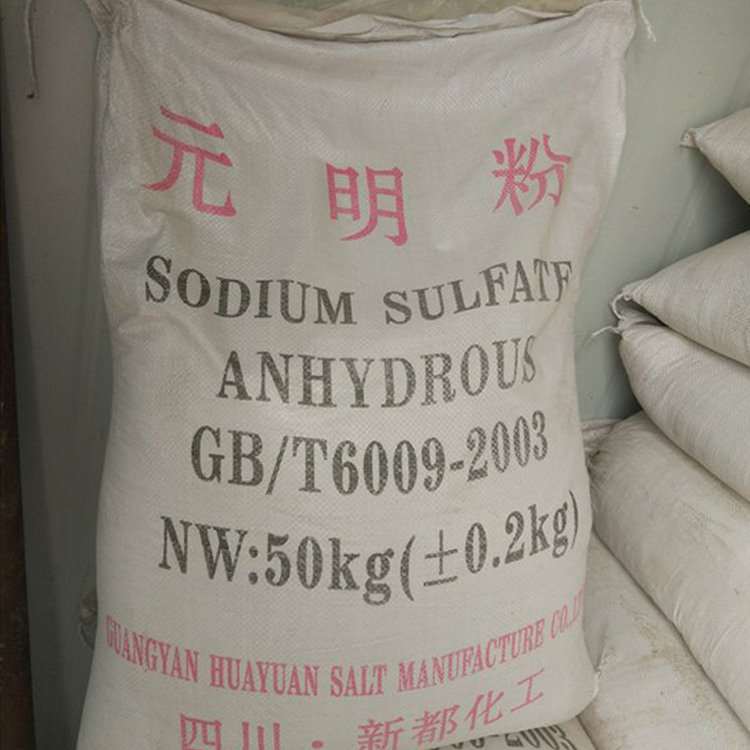 元明粉
SODIUM SULFATE
ANHYDROUS
GB/T6009-2003
NW:50kg(±0.2kg)
GUANGYAN HUAYUAN SALT MANUFACTURE CO.,LTD
四川·新都化工